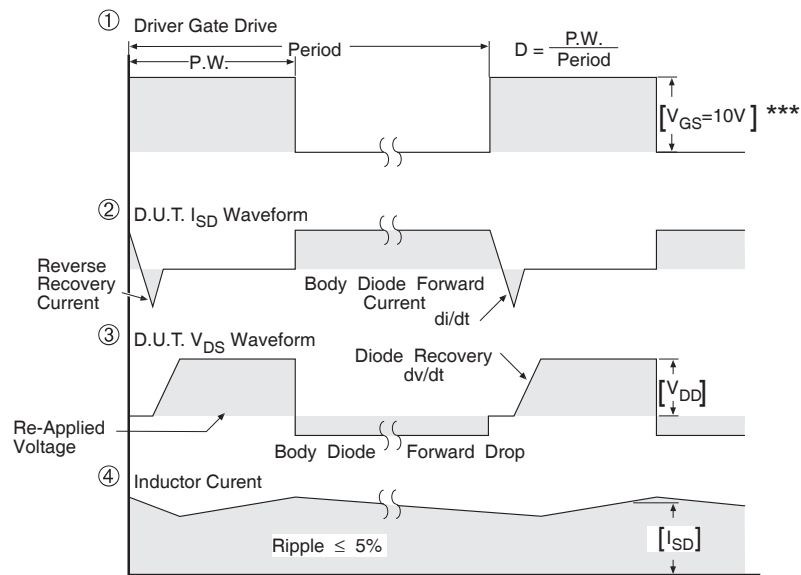 ① Driver Gate Drive
P.W.
Period
D = P.W.
Period
[VGS=10V] ***
② D.U.T. ISD Waveform
Reverse
Recovery
Current
Body Diode Forward
Current
di/dt
③ D.U.T. VDS Waveform
Diode Recovery
dv/dt
[VDD]
Re-Applied
Voltage
Body Diode Forward Drop
④ Inductor Curent
Ripple ≤ 5%
[ISD]